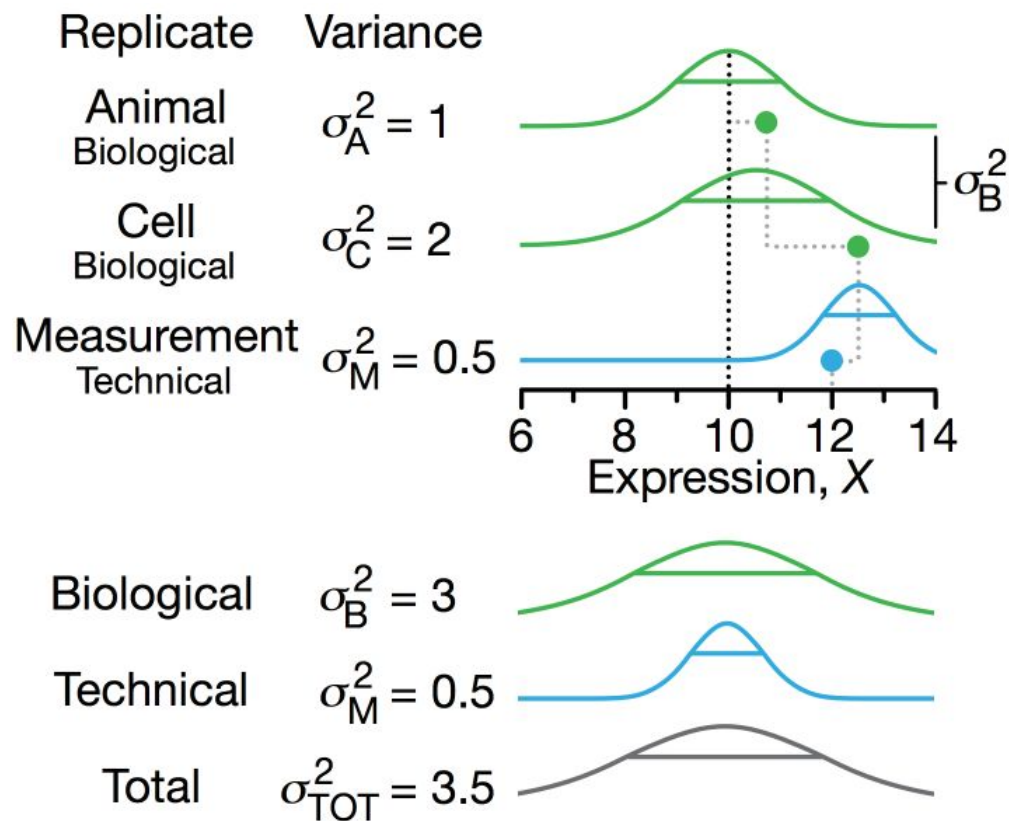 Replicate Variance
Animal
Biological
σ²A = 1
Cell
Biological
σ²C = 2
σ²B
Measurement
Technical
σ²M = 0.5
6 8 10 12 14
Expression, X
Biological σ²B = 3
Technical σ²M = 0.5
Total σ²TOT = 3.5